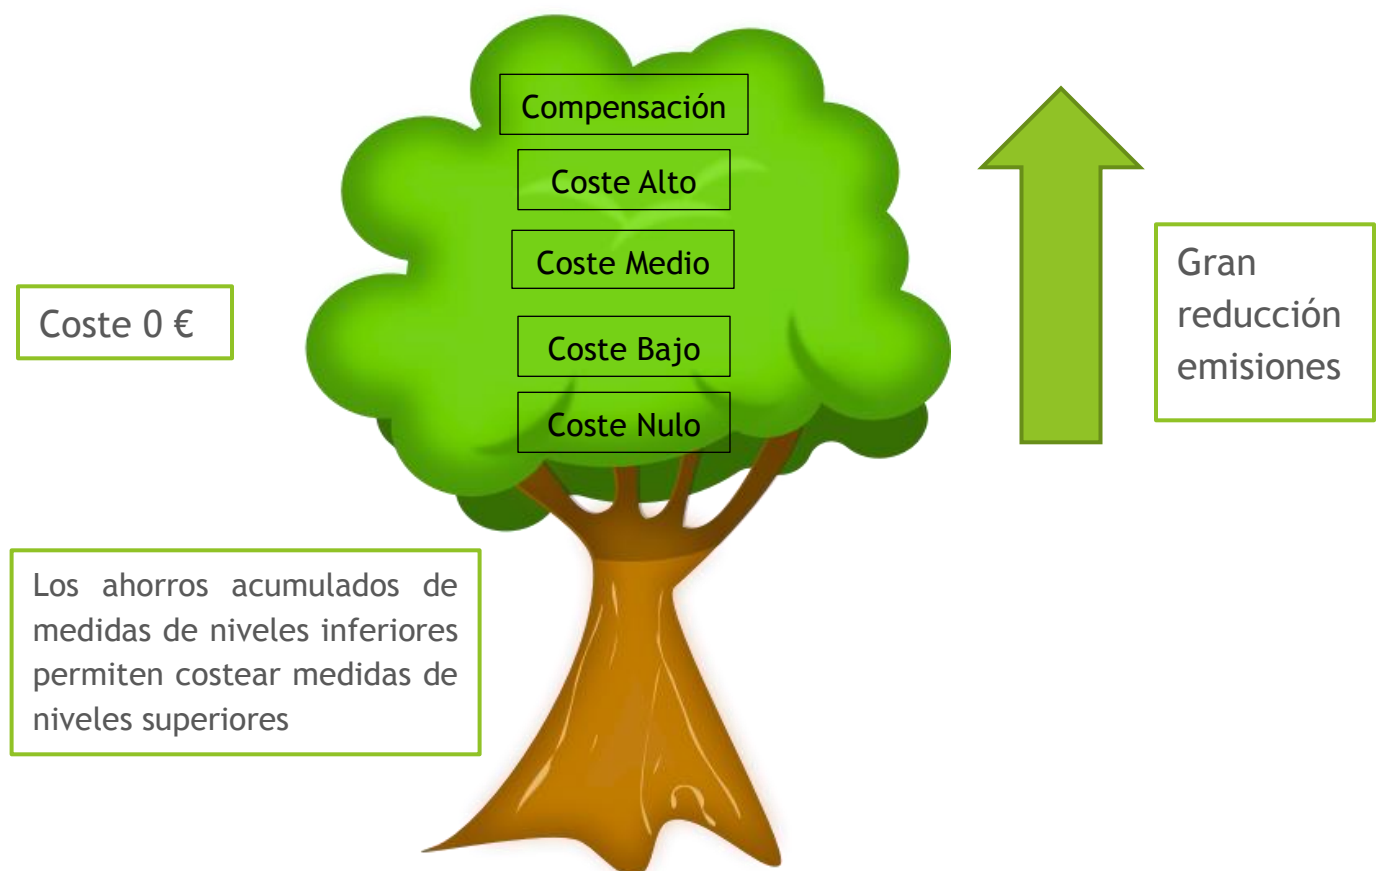 Compensación
Coste Alto
Coste Medio
Coste Bajo
Coste Nulo
Coste 0 €
Gran
reducción
emisiones
Los ahorros acumulados de
medidas de niveles inferiores
permiten costear medidas de
niveles superiores